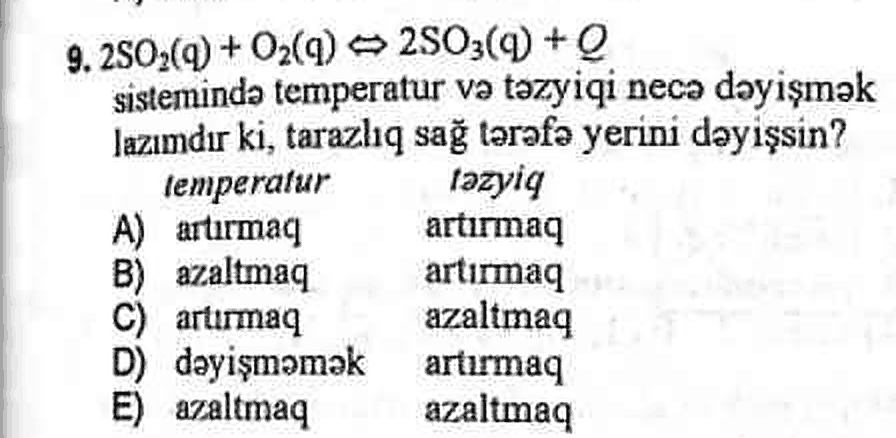 9. 2SO₂(q) + O₂(q) ⇔ 2SO₃(q) + Q
sistemində temperatur və təzyiqi necə dəyişmək
lazımdır ki, tarazlıq sağ tərəfə yerini dəyişsin?
temperatur təzyiq
A) artırmaq artırmaq
B) azaltmaq artırmaq
C) artırmaq azaltmaq
D) dəyişməmək artırmaq
E) azaltmaq azaltmaq